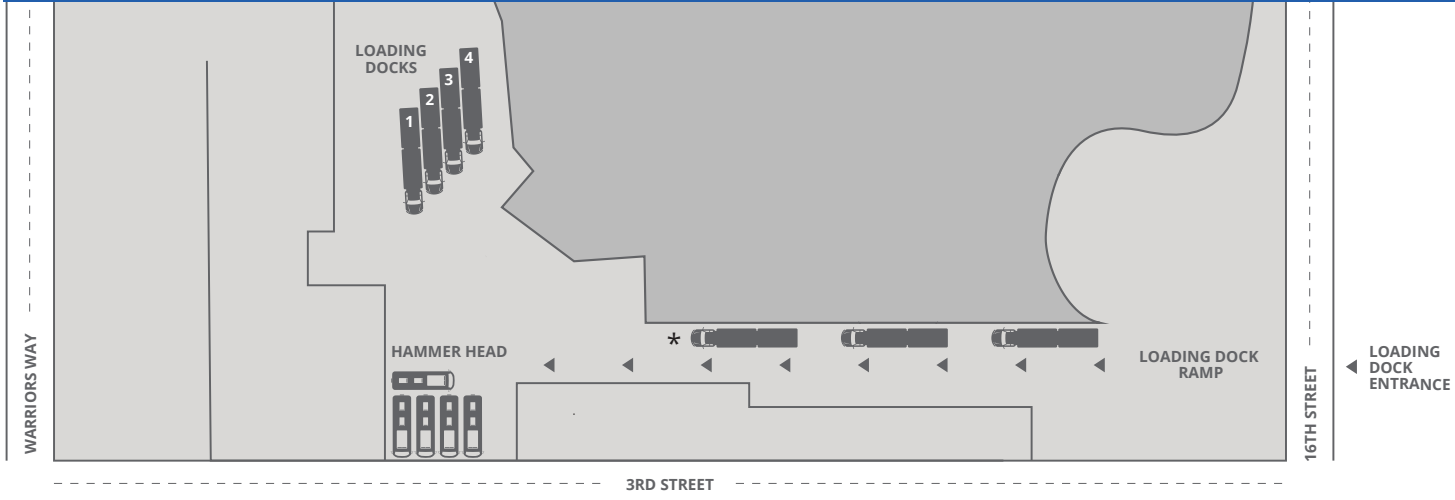 LOADING
DOCKS
4
3
2
1
HAMMER HEAD
*
LOADING DOCK
RAMP
LOADING
DOCK
ENTRANCE
WARRIORS WAY
16TH STREET
3RD STREET